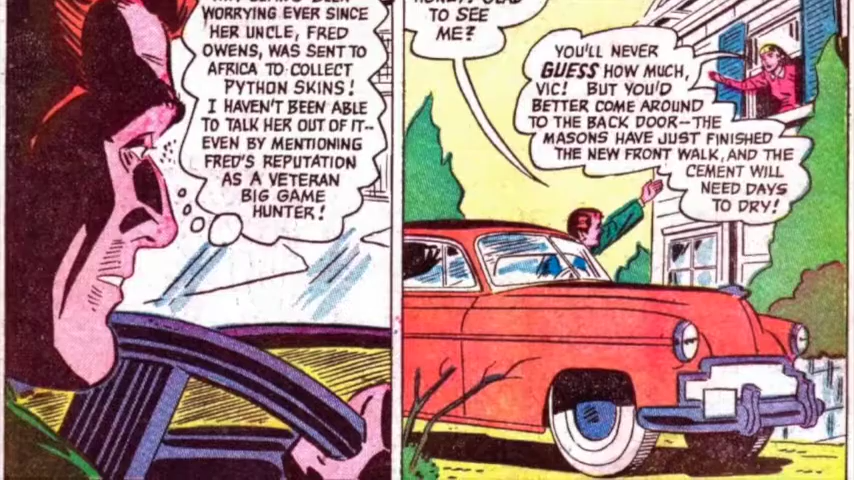 WORRYING EVER SINCE
HER UNCLE, FRED
OWENS, WAS SENT TO
AFRICA TO COLLECT
PYTHON SKINS!
I HAVEN'T BEEN ABLE
TO TALK HER OUT OF IT--
EVEN BY MENTIONING
FRED'S REPUTATION
AS A VETERAN
BIG GAME
HUNTER!
TO SEE
ME?
YOU'LL NEVER
GUESS HOW MUCH,
VIC! BUT YOU'D
BETTER COME AROUND
TO THE BACK DOOR--THE
MASONS HAVE JUST FINISHED
THE NEW FRONT WALK, AND THE
CEMENT WILL
NEED DAYS
TO DRY!